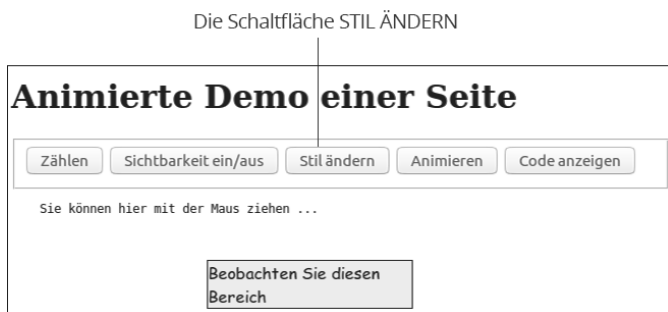 Die Schaltfläche STIL ÄNDERN
Animierte Demo einer Seite
Zählen Sichtbarkeit ein/aus Stil ändern Animieren Code anzeigen
Sie können hier mit der Maus ziehen ...
Beobachten Sie diesen
Bereich